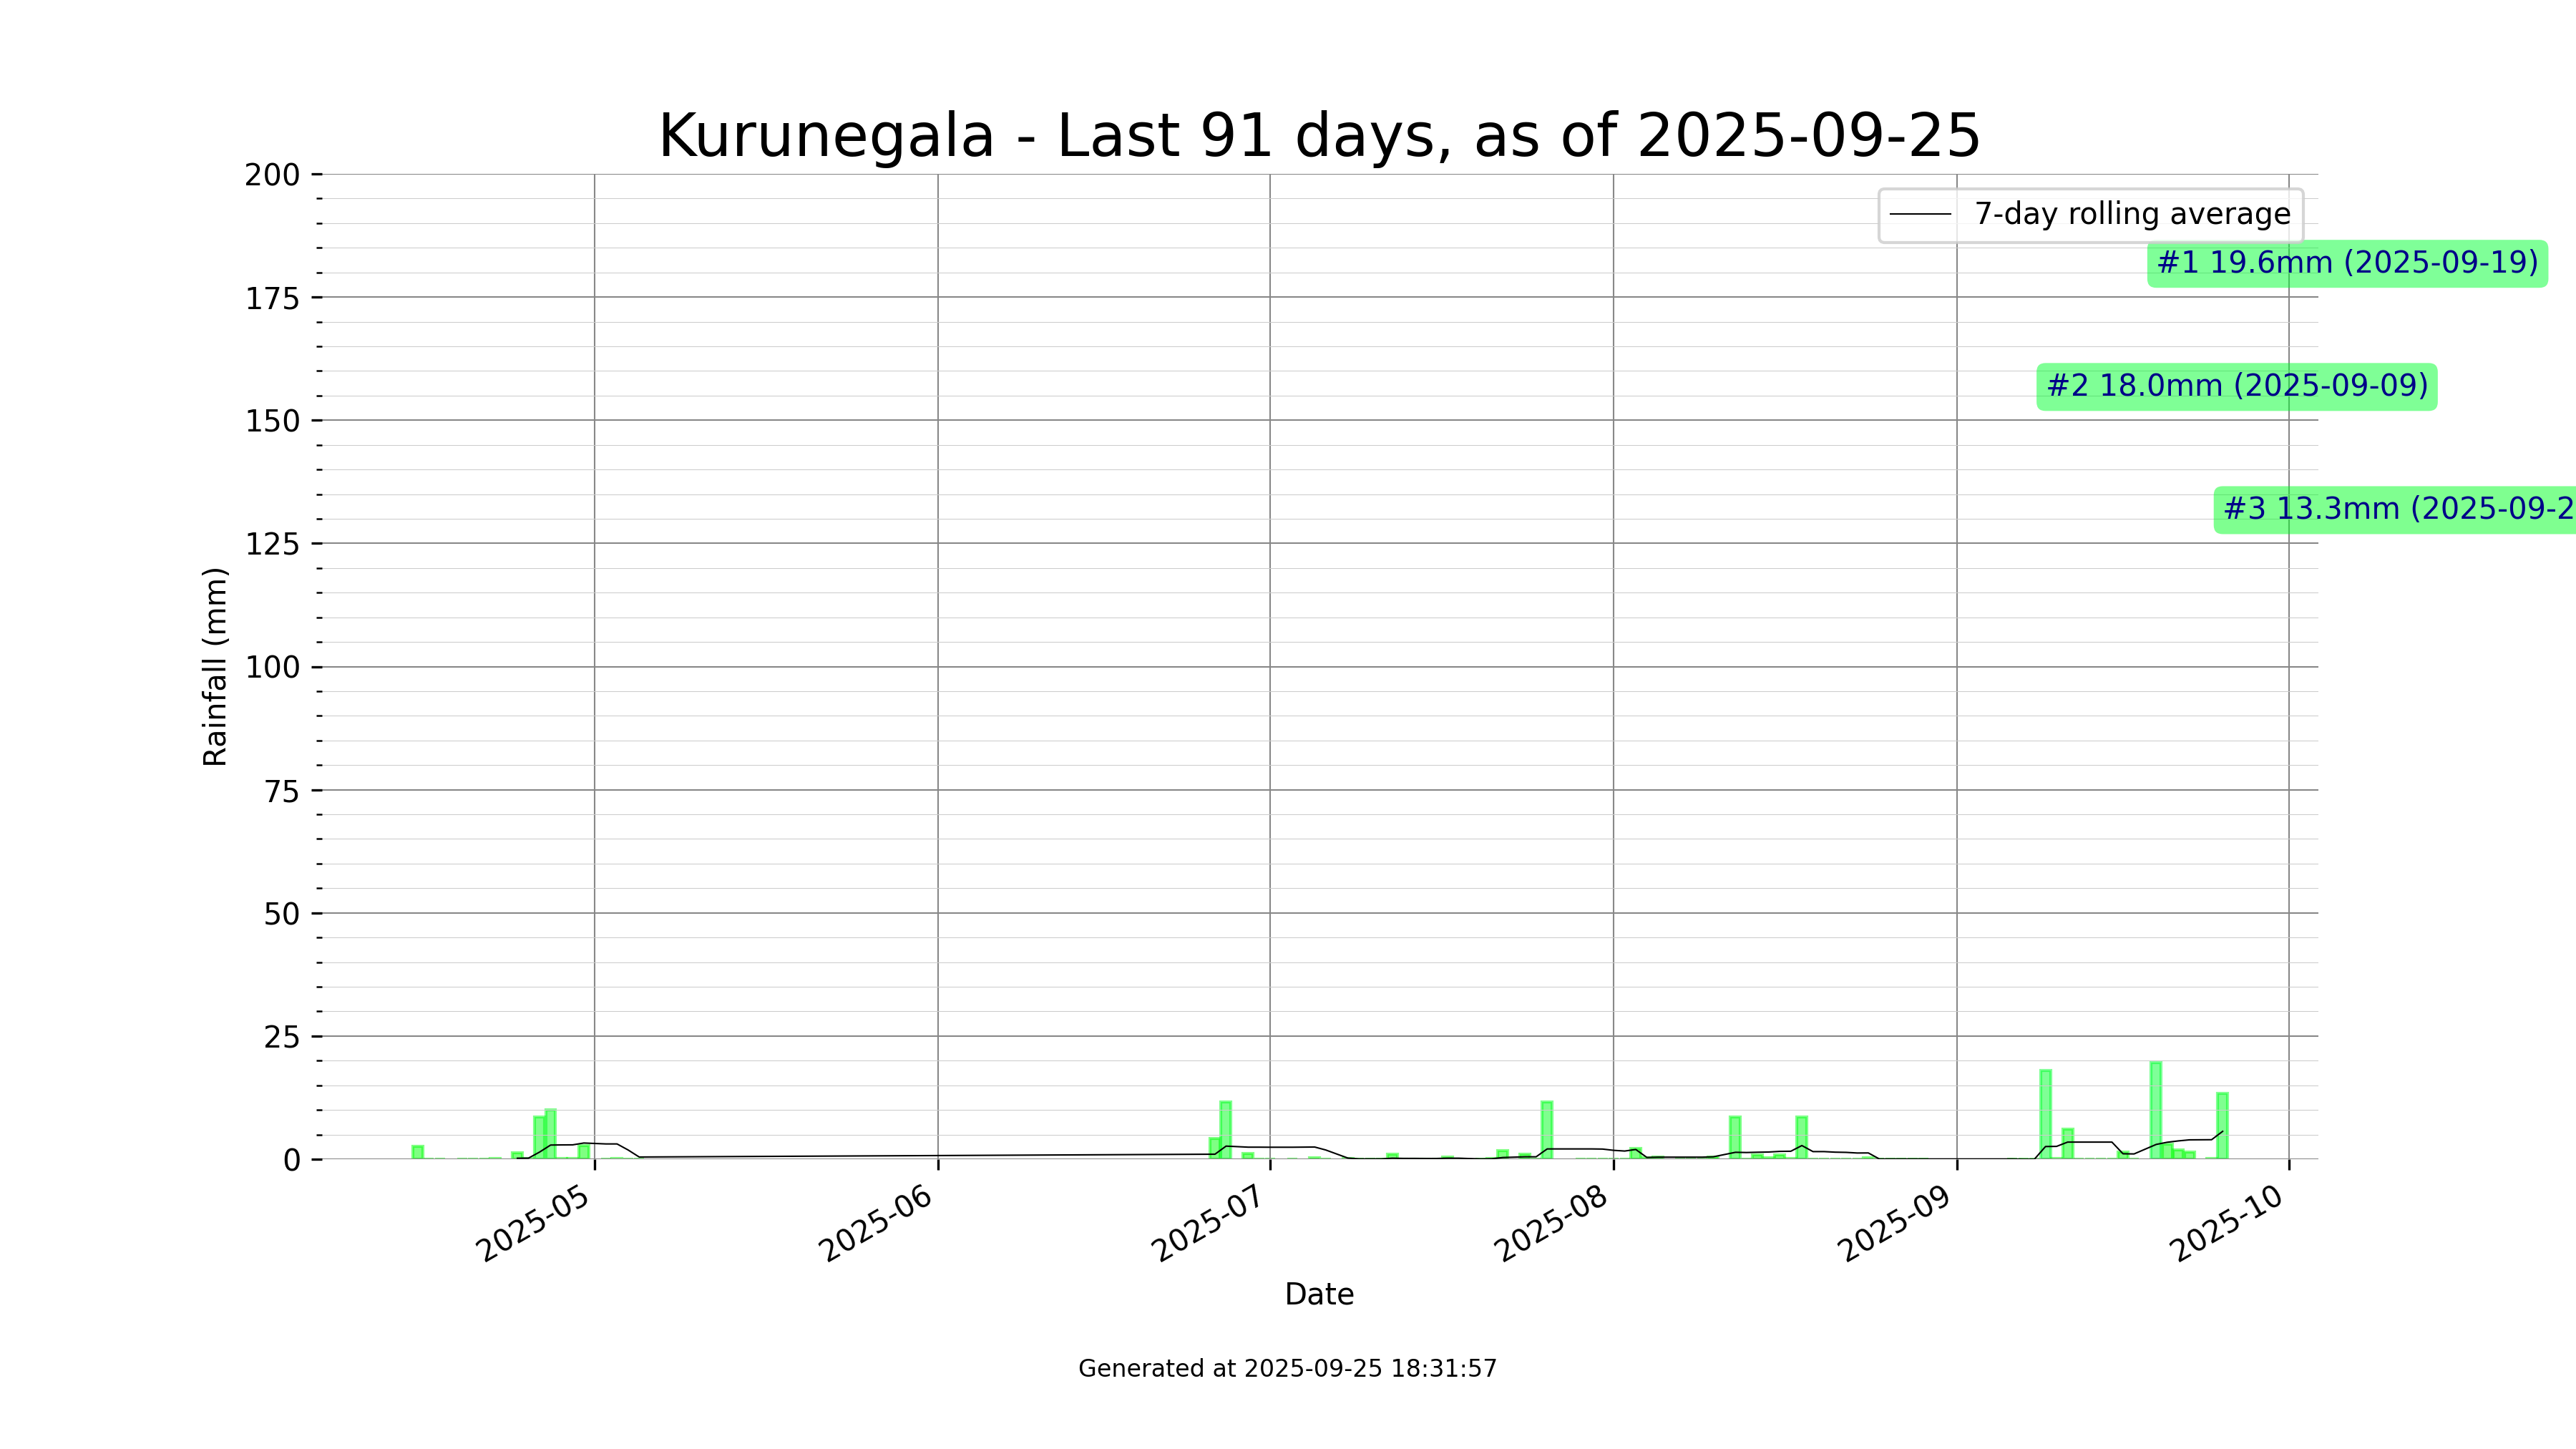 Kurunegala - Last 91 days, as of 2025-09-25
200
175
150
125
100
75
50
25
0
Rainfall (mm)
7-day rolling average
#1 19.6mm (2025-09-19)
#2 18.0mm (2025-09-09)
#3 13.3mm (2025-09-2
2025-05
2025-06
2025-07
2025-08
2025-09
2025-10
Date
Generated at 2025-09-25 18:31:57